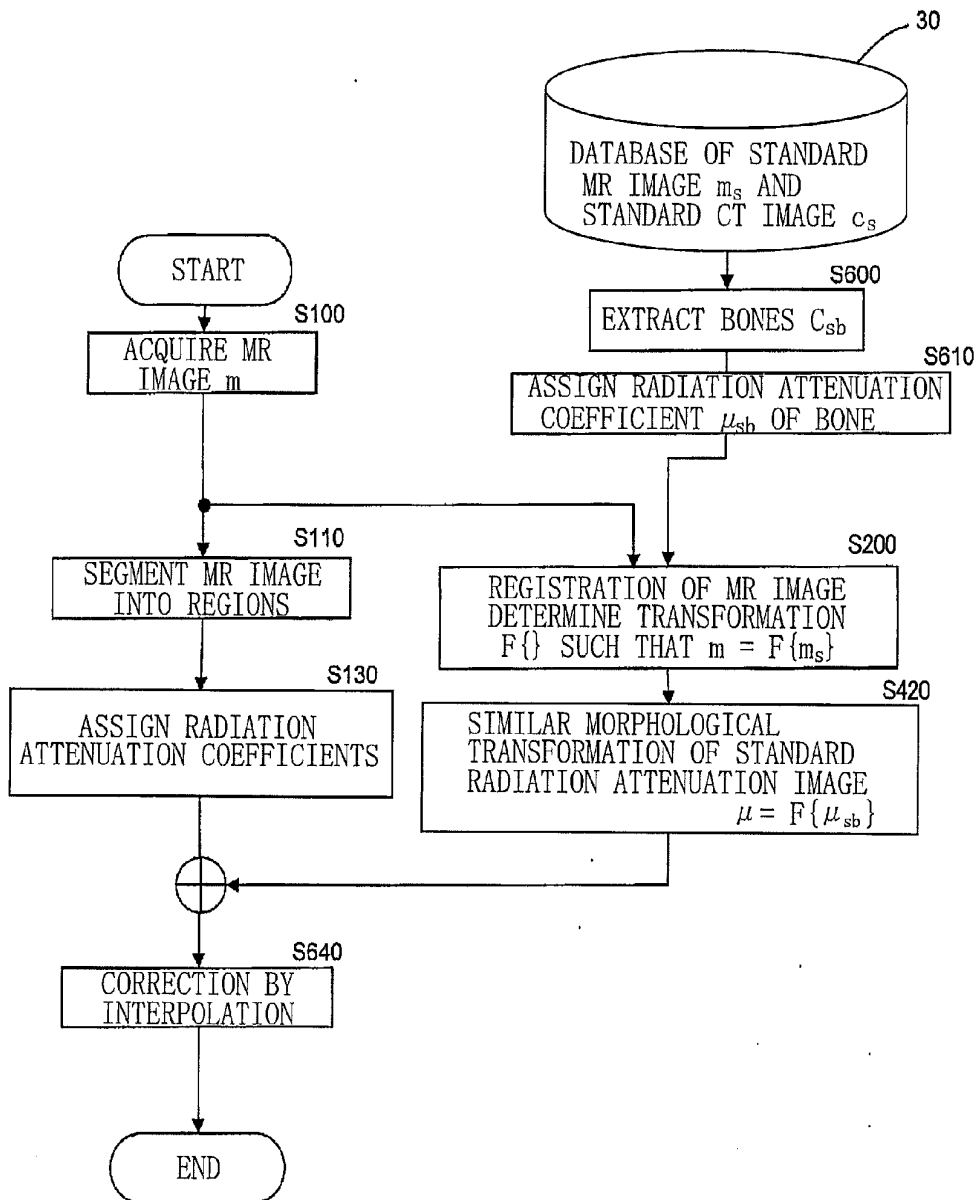 30
DATABASE OF STANDARD
MR IMAGE mₛ AND
STANDARD CT IMAGE cₛ
START
S600
EXTRACT BONES C_sb
S100
ACQUIRE MR
IMAGE m
S610
ASSIGN RADIATION ATTENUATION
COEFFICIENT μ_sb OF BONE
S110
SEGMENT MR IMAGE
INTO REGIONS
S200
REGISTRATION OF MR IMAGE
DETERMINE TRANSFORMATION
F{} SUCH THAT m = F{mₛ}
S130
ASSIGN RADIATION
ATTENUATION COEFFICIENTS
S420
SIMILAR MORPHOLOGICAL
TRANSFORMATION OF STANDARD
RADIATION ATTENUATION IMAGE
μ = F{μ_sb}
S640
CORRECTION BY
INTERPOLATION
END